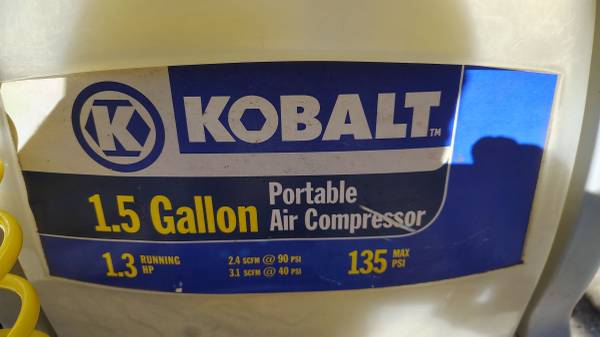 K KOBALT™
1.5 Gallon Portable
Air Compressor
1.3 RUNNING HP
2.4 SCFM @ 90 PSI
3.1 SCFM @ 40 PSI
135 MAX PSI